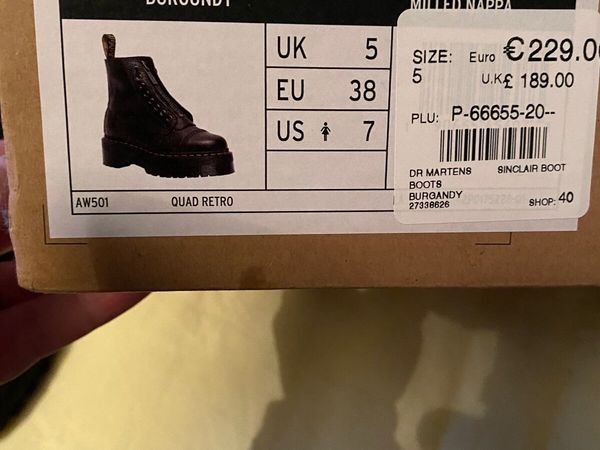 BURGUNDY
MILLED NAPPA
UK 5
EU 38
US 7
AW501
QUAD RETRO
SIZE: Euro €229.0
5 U.K£ 189.00
PLU: P-66655-20--
DR MARTENS SINCLAIR BOOT
BOOTS
BURGANDY
27338626
SHOP: 40